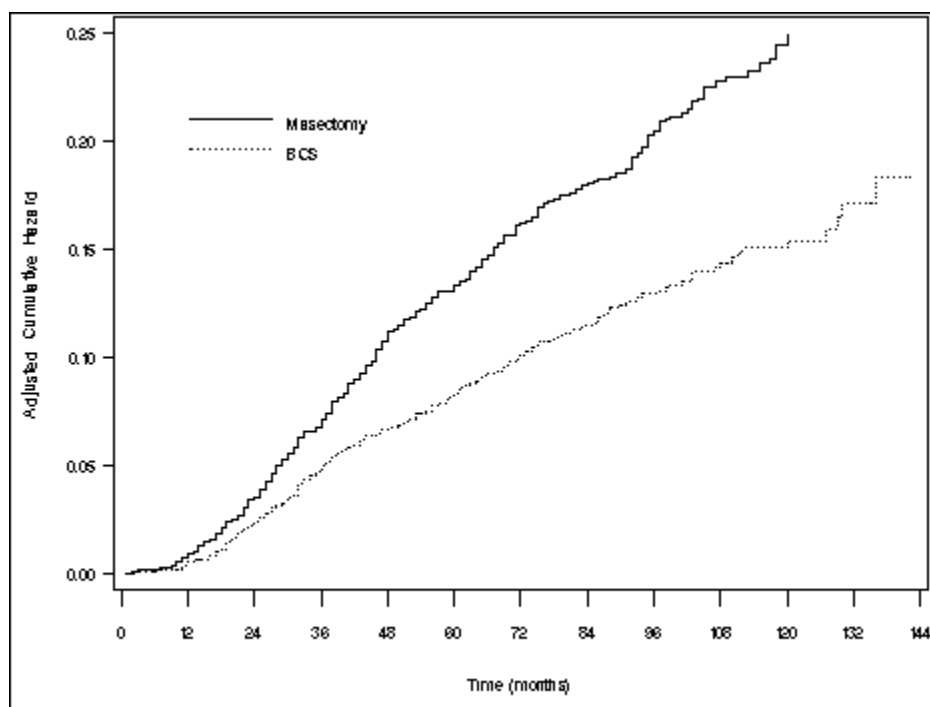 0.25
0.20
0.15
0.10
0.05
0.00
Adjusted Cumulative Hazard
Masectomy
BCS
0 12 24 36 48 60 72 84 96 108 120 132 144
Time (months)